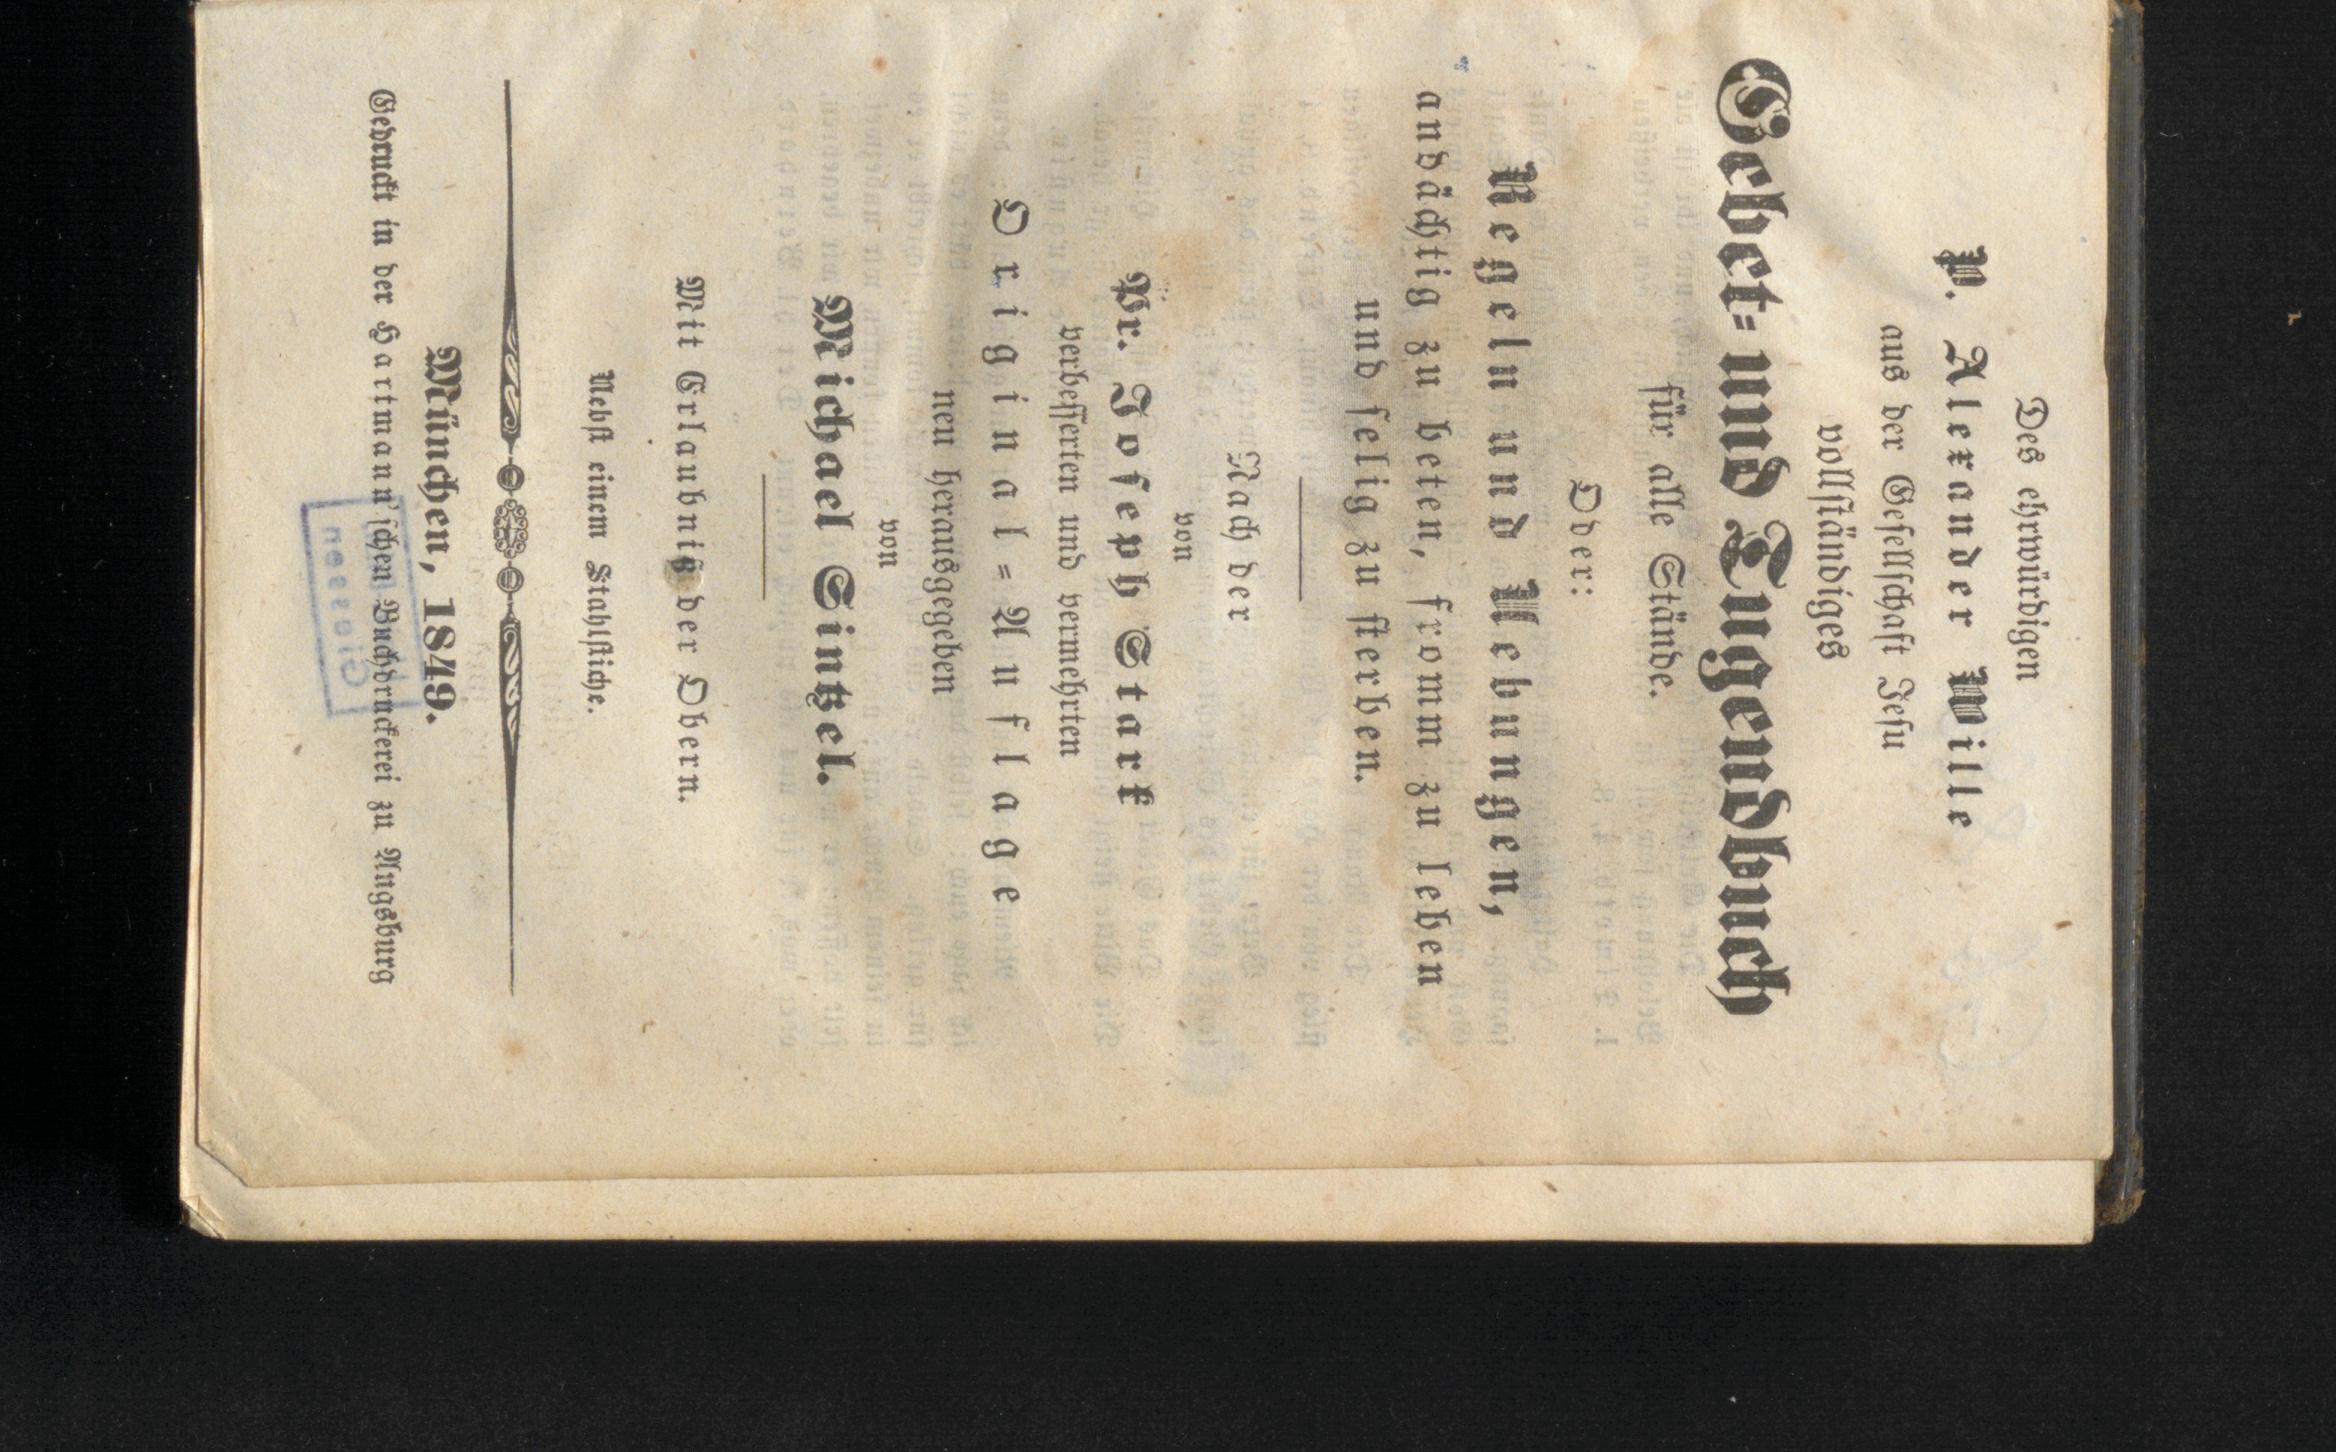 Des ehrwürdigen
P. Alexander Wille
aus der Gesellschaft Jesu
vollständiges
Gebet- und Tugendbuch
für alle Stände.
Oder:
Regeln und Uebungen,
andächtig zu beten, fromm zu leben
und selig zu sterben.
Nach der
von
Pr. Joseph Stark
verbesserten und vermehrten
Original-Auflage
neu herausgegeben
von
Michael Sintzel.
Mit Erlaubniß der Obern.
Nebst einem Stahlstiche.
München, 1849.
Gedruckt in der Hartmann'schen Buchdruckerei zu Augsburg
Giessen